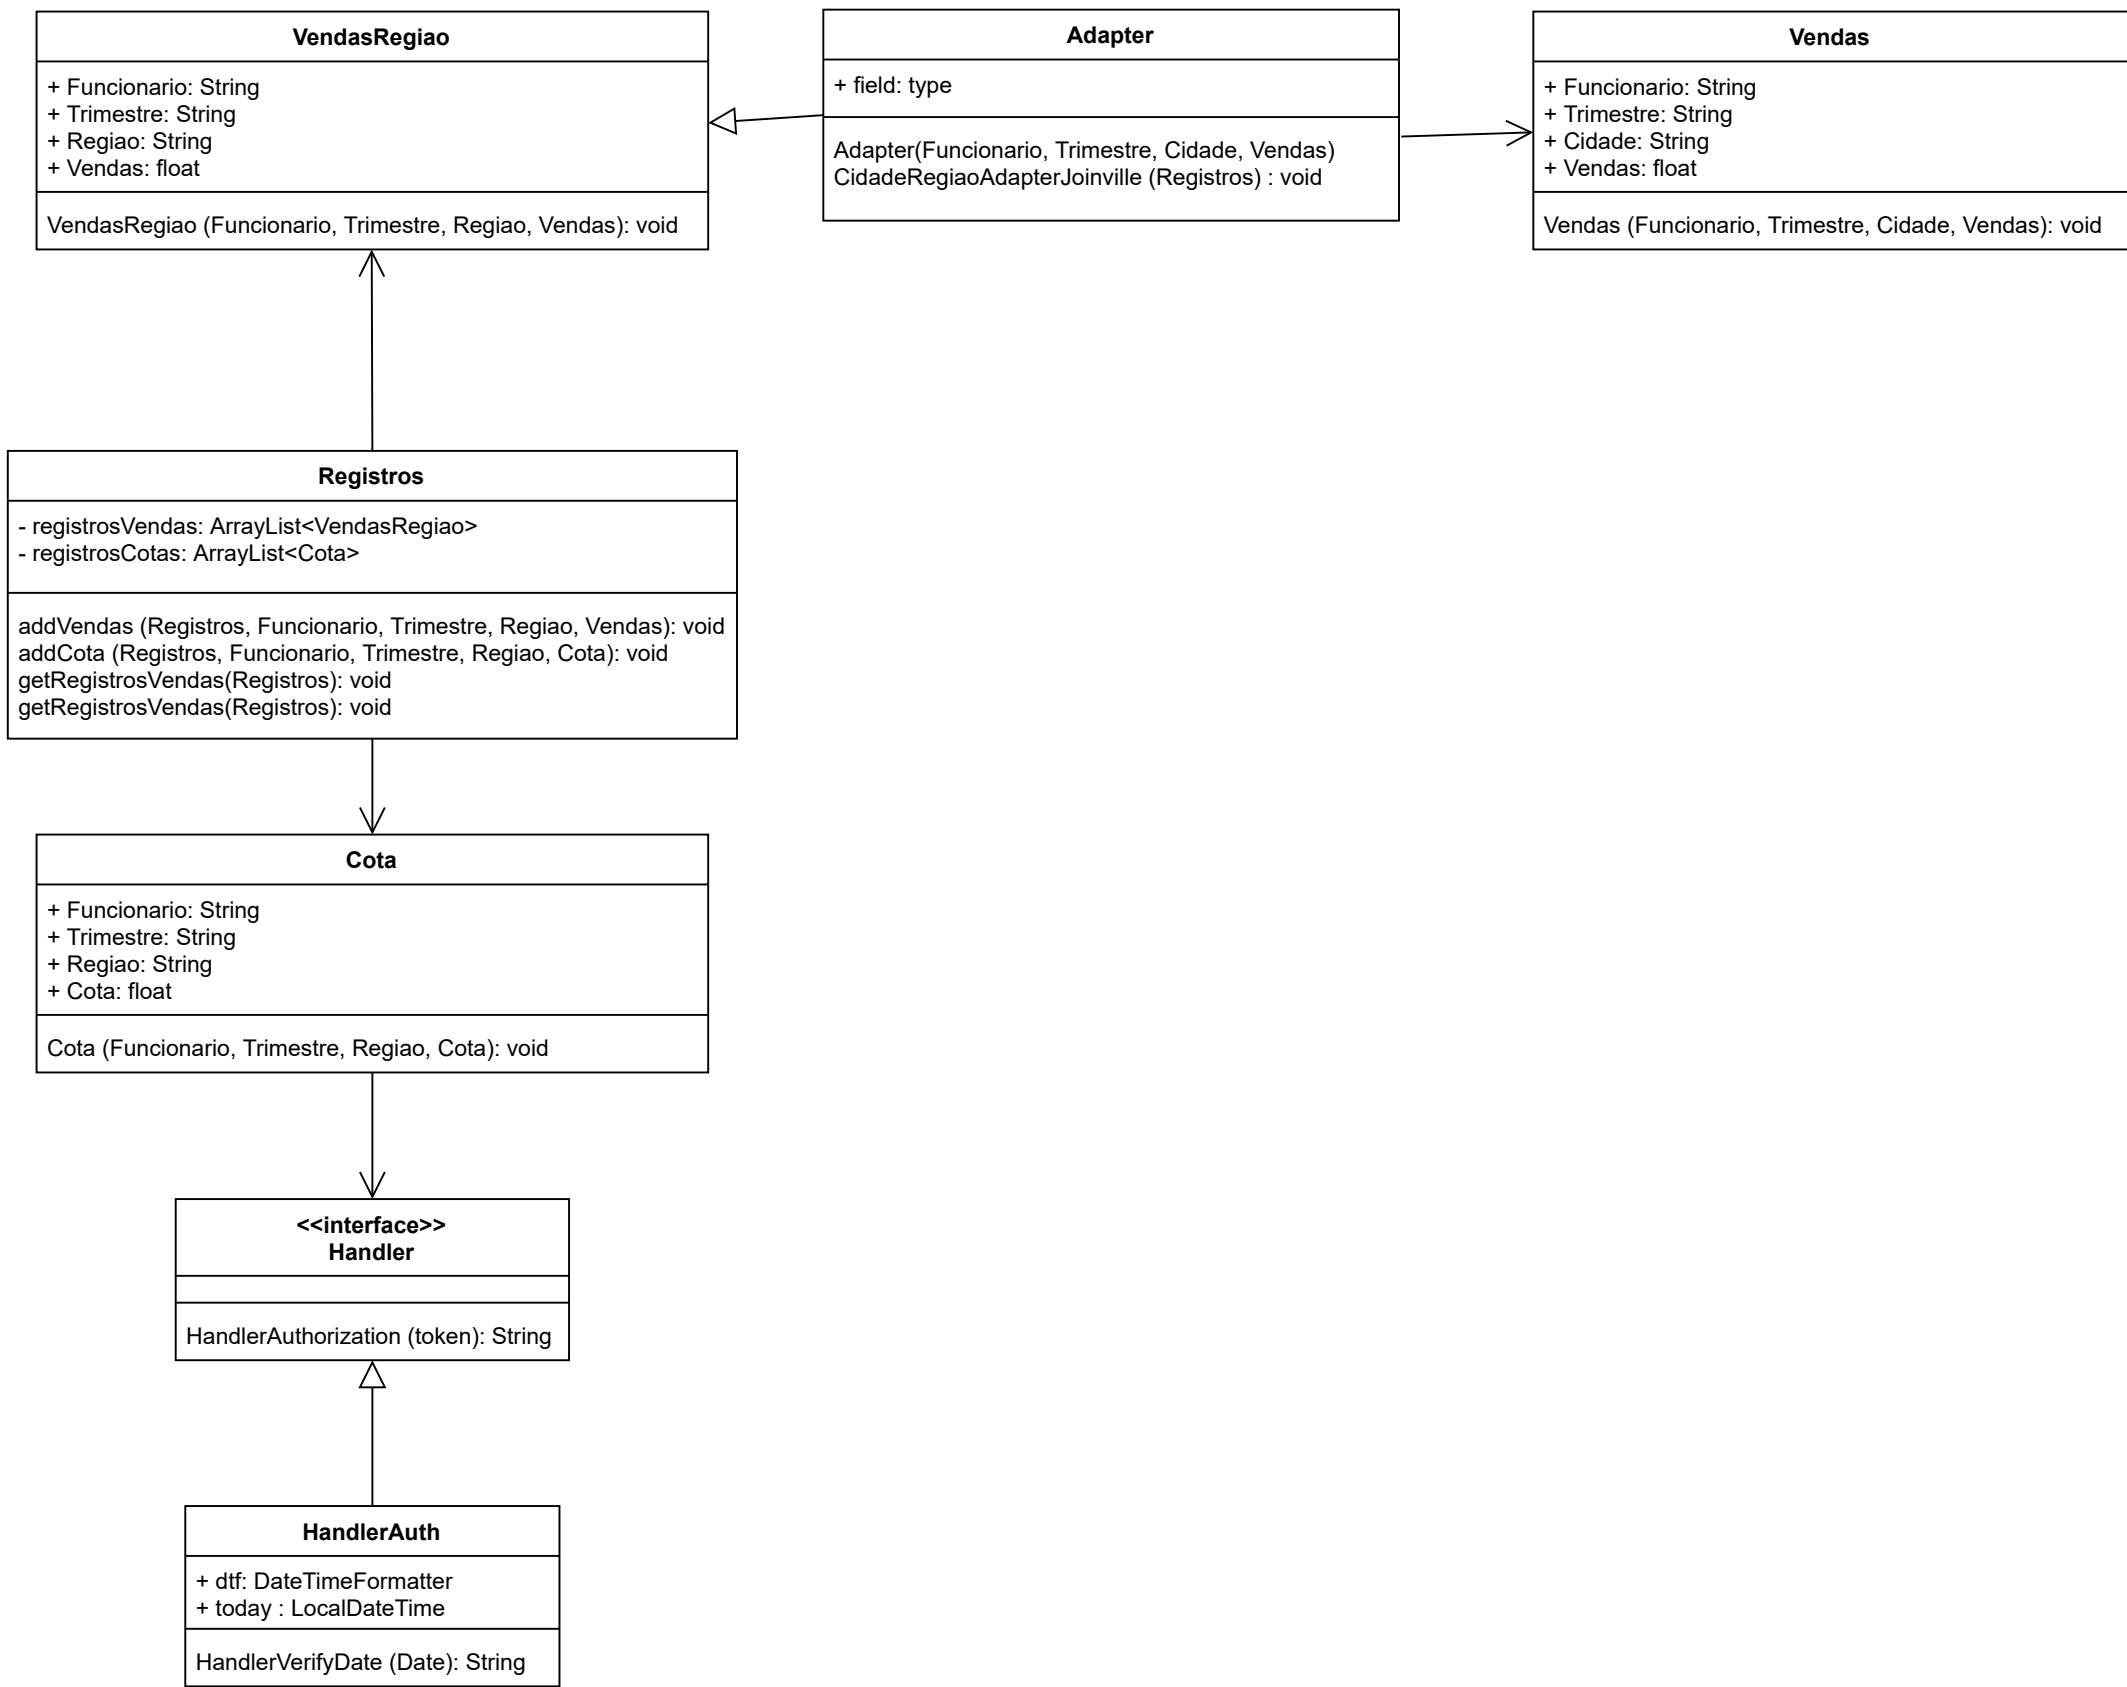 VendasRegiao
+ Funcionario: String
+ Trimestre: String
+ Regiao: String
+ Vendas: float
VendasRegiao (Funcionario, Trimestre, Regiao, Vendas): void
Adapter
+ field: type
Adapter(Funcionario, Trimestre, Cidade, Vendas)
CidadeRegiaoAdapterJoinville (Registros) : void
Vendas
+ Funcionario: String
+ Trimestre: String
+ Cidade: String
+ Vendas: float
Vendas (Funcionario, Trimestre, Cidade, Vendas): void
Registros
- registrosVendas: ArrayList<VendasRegiao>
- registrosCotas: ArrayList<Cota>
addVendas (Registros, Funcionario, Trimestre, Regiao, Vendas): void
addCota (Registros, Funcionario, Trimestre, Regiao, Cota): void
getRegistrosVendas(Registros): void
getRegistrosVendas(Registros): void
Cota
+ Funcionario: String
+ Trimestre: String
+ Regiao: String
+ Cota: float
Cota (Funcionario, Trimestre, Regiao, Cota): void
<<interface>>
Handler
HandlerAuthorization (token): String
HandlerAuth
+ dtf: DateTimeFormatter
+ today : LocalDateTime
HandlerVerifyDate (Date): String